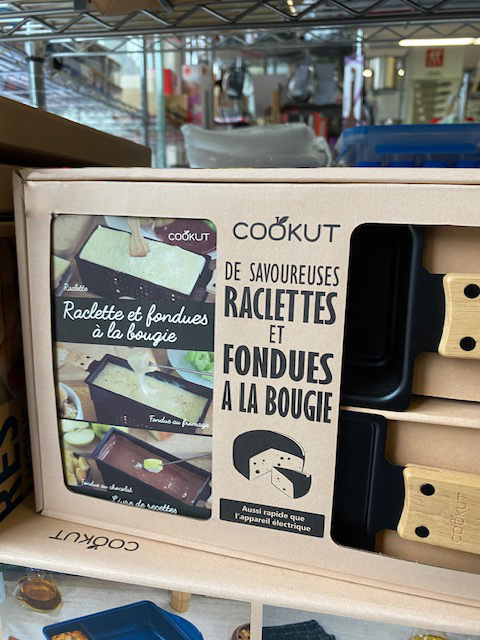 COOKUT
Raclette
Raclette et fondues
à la bougie
Fondue au fromage
Fondue au chocolat
Livre de recettes
COOKUT
DE SAVOUREUSES
RACLETTES
ET
FONDUES
A LA BOUGIE
Aussi rapide que
l'appareil électrique
COOKUT
COOKUT